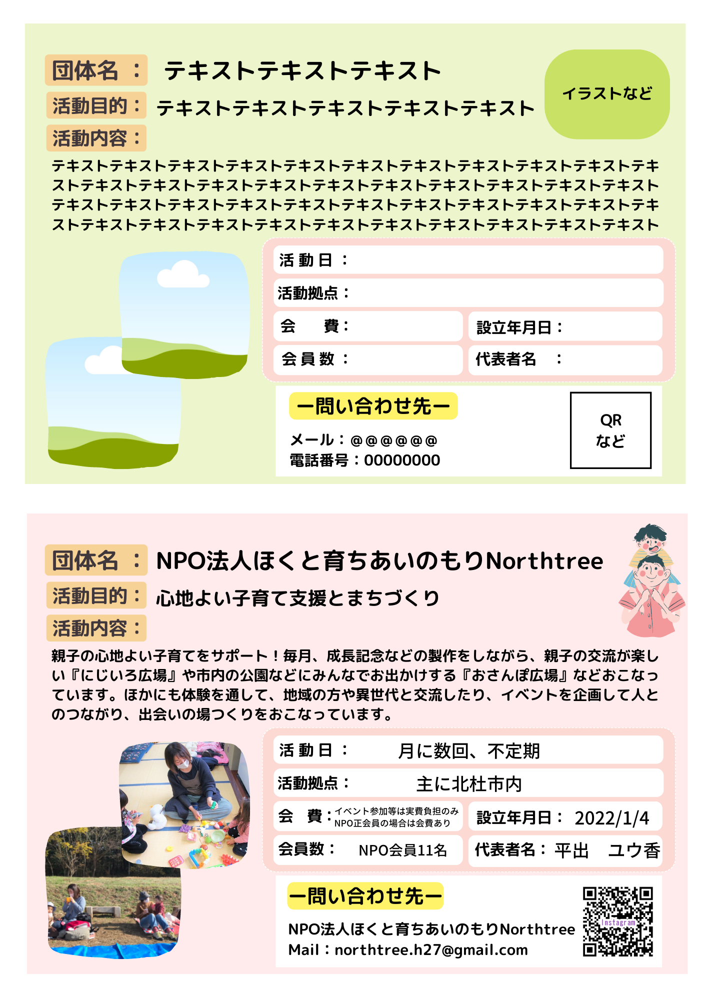 団体名 ： テキストテキストテキスト
イラストなど
活動目的： テキストテキストテキストテキストテキスト
活動内容：
テキストテキストテキストテキストテキストテキストテキストテキストテキストテキストテキ
ストテキストテキストテキストテキストテキストテキストテキストテキストテキストテキスト
テキストテキストテキストテキストテキストテキストテキストテキストテキストテキストテキ
ストテキストテキストテキストテキストテキストテキストテキストテキストテキストテキスト
活 動 日 ：
活動拠点：
会　　費： 設立年月日：
会 員 数 ： 代表者名　：
ー問い合わせ先ー
メール：@@@@@@
電話番号：00000000
QR
など
団体名 ： NPO法人ほくと育ちあいのもりNorthtree
活動目的： 心地よい子育て支援とまちづくり
活動内容：
親子の心地よい子育てをサポート！毎月、成長記念などの製作をしながら、親子の交流が楽し
い『にじいろ広場』や市内の公園などにみんなでお出かけする『おさんぽ広場』などおこなっ
ています。ほかにも体験を通して、地域の方や異世代と交流したり、イベントを企画して人と
のつながり、出会いの場つくりをおこなっています。
活 動 日 ： 月に数回、不定期
活動拠点： 主に北杜市内
会　費：イベント参加等は実費負担のみ
NPO正会員の場合は会費あり
設立年月日： 2022/1/4
会員数： NPO会員11名 代表者名： 平出　ユウ香
ー問い合わせ先ー
NPO法人ほくと育ちあいのもりNorthtree
Mail：northtree.h27@gmail.com
Instagram